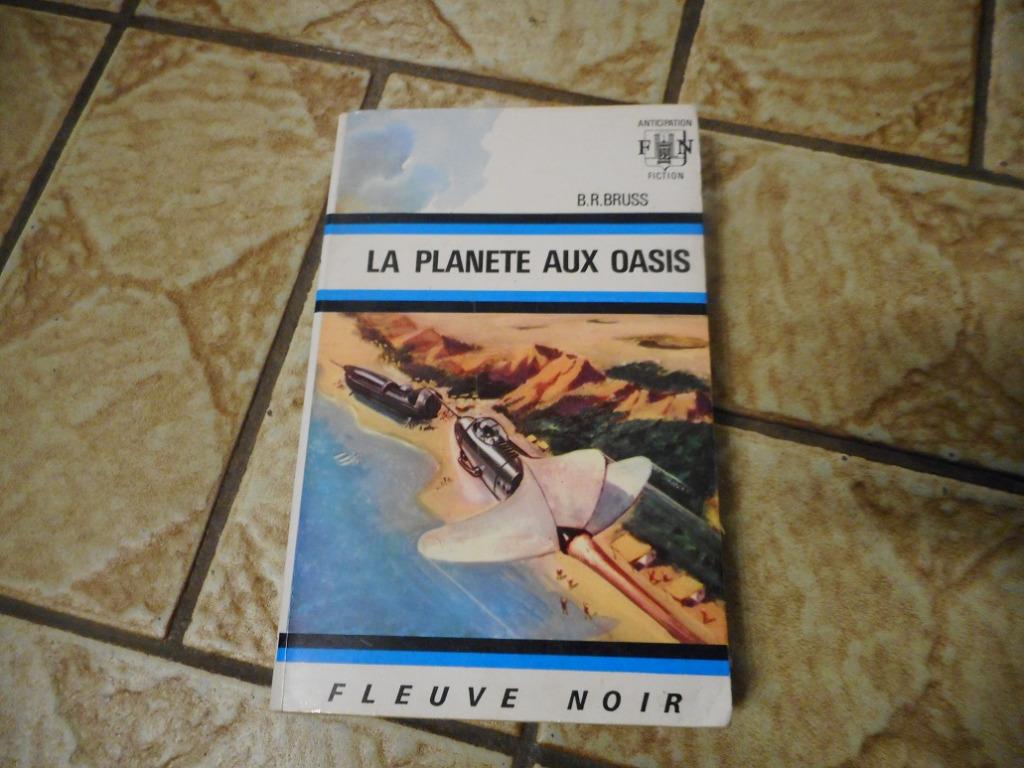 ANTICIPATION
F N
FICTION
B.R.BRUSS
LA PLANETE AUX OASIS
FLEUVE NOIR